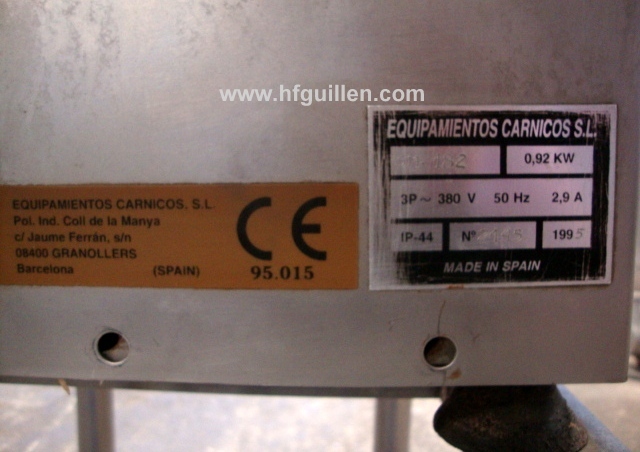 www.hfguillen.com
EQUIPAMIENTOS CARNICOS, S.L.
Pol. Ind. Coll de la Manya
c/ Jaume Ferrán, s/n
08400 GRANOLLERS
Barcelona (SPAIN)
CE
95.015
EQUIPAMIENTOS CARNICOS S.L.
0,92 KW
3P ~ 380 V 50 Hz 2,9 A
IP-44 Nº 1995
MADE IN SPAIN